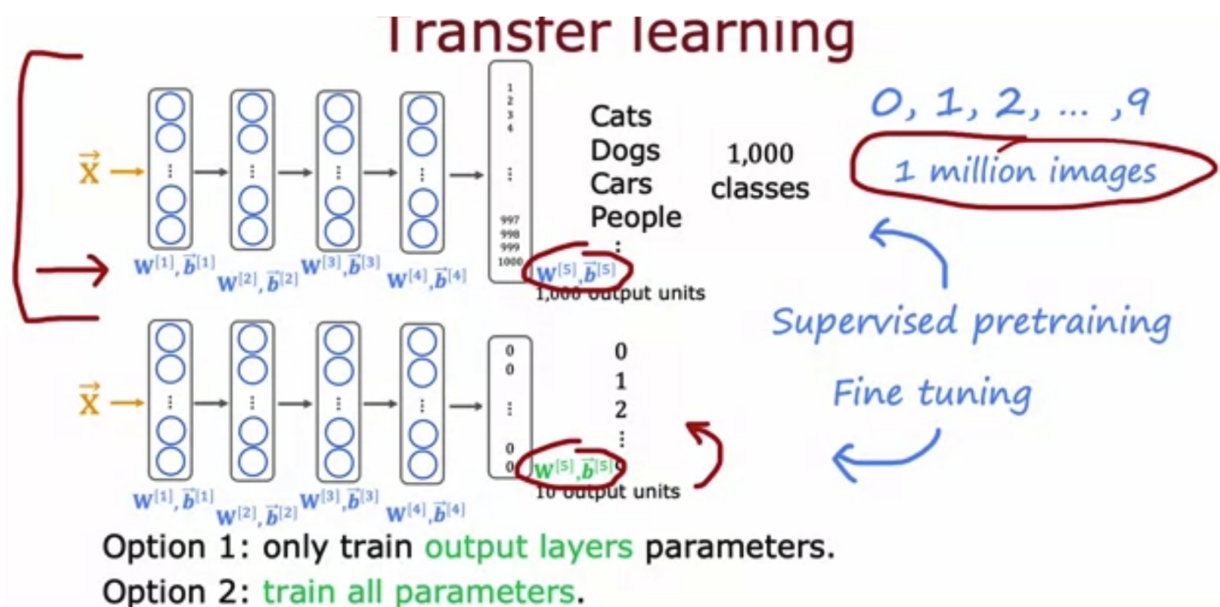 Transfer learning
0, 1, 2, ... , 9
1 million images
x⃗
1
2
3
4
⋮
997
998
999
1000
Cats
Dogs
Cars
People
⋮
1,000
classes
W[1], b⃗[1]
W[2], b⃗[2]
W[3], b⃗[3]
W[4], b⃗[4]
W[5], b⃗[5]
1,000 output units
Supervised pretraining
Fine tuning
x⃗
0
0
⋮
0
0
0
1
2
⋮
W[1], b⃗[1]
W[2], b⃗[2]
W[3], b⃗[3]
W[4], b⃗[4]
W[5], b⃗[5]
10 output units
Option 1: only train output layers parameters.
Option 2: train all parameters.